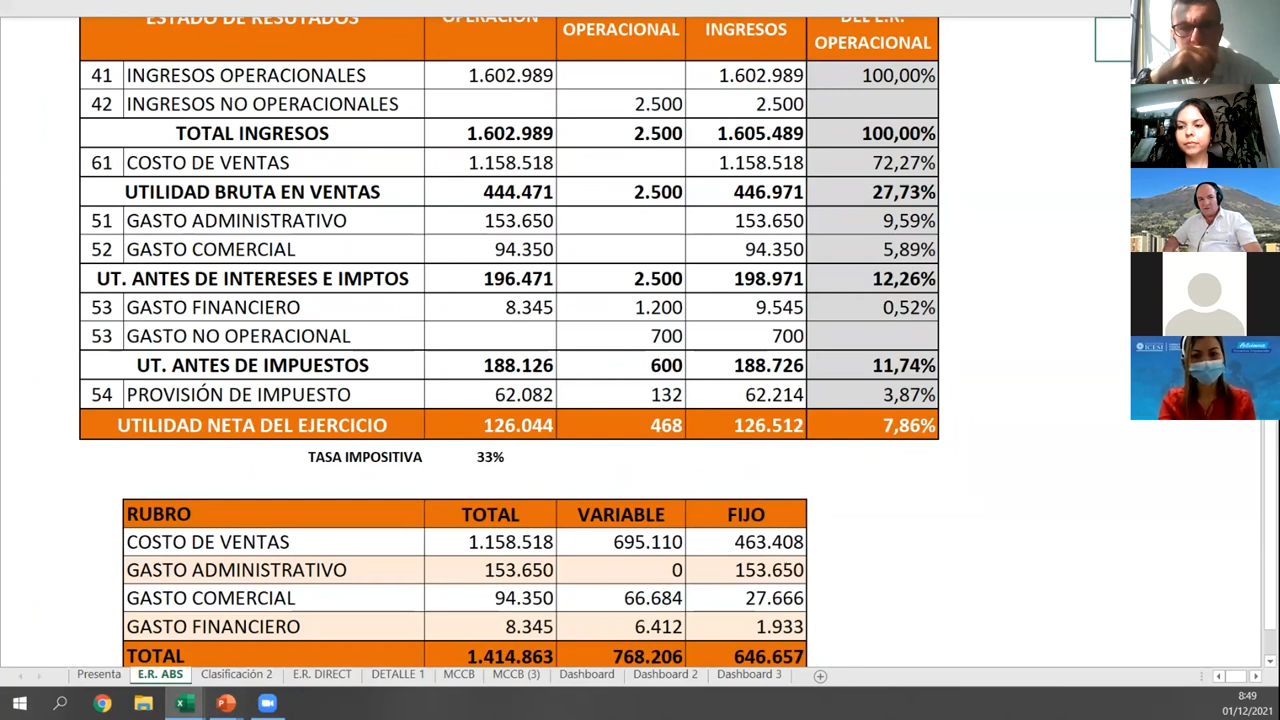 ESTADO DE RESUTADOS OPERACIÓN DEL E.R.
OPERACIONAL INGRESOS OPERACIONAL
41 INGRESOS OPERACIONALES 1.602.989 1.602.989 100,00%
42 INGRESOS NO OPERACIONALES 2.500 2.500
TOTAL INGRESOS 1.602.989 2.500 1.605.489 100,00%
61 COSTO DE VENTAS 1.158.518 1.158.518 72,27%
UTILIDAD BRUTA EN VENTAS 444.471 2.500 446.971 27,73%
51 GASTO ADMINISTRATIVO 153.650 153.650 9,59%
52 GASTO COMERCIAL 94.350 94.350 5,89%
UT. ANTES DE INTERESES E IMPTOS 196.471 2.500 198.971 12,26%
53 GASTO FINANCIERO 8.345 1.200 9.545 0,52%
53 GASTO NO OPERACIONAL 700 700
UT. ANTES DE IMPUESTOS 188.126 600 188.726 11,74%
54 PROVISIÓN DE IMPUESTO 62.082 132 62.214 3,87%
UTILIDAD NETA DEL EJERCICIO 126.044 468 126.512 7,86%
TASA IMPOSITIVA 33%
RUBRO TOTAL VARIABLE FIJO
COSTO DE VENTAS 1.158.518 695.110 463.408
GASTO ADMINISTRATIVO 153.650 0 153.650
GASTO COMERCIAL 94.350 66.684 27.666
GASTO FINANCIERO 8.345 6.412 1.933
TOTAL 1.414.863 768.206 646.657
Presenta E.R. ABS Clasificación 2 E.R. DIRECT DETALLE 1 MCCB MCCB (3) Dashboard Dashboard 2 Dashboard 3
8:49
01/12/2021
ICESI